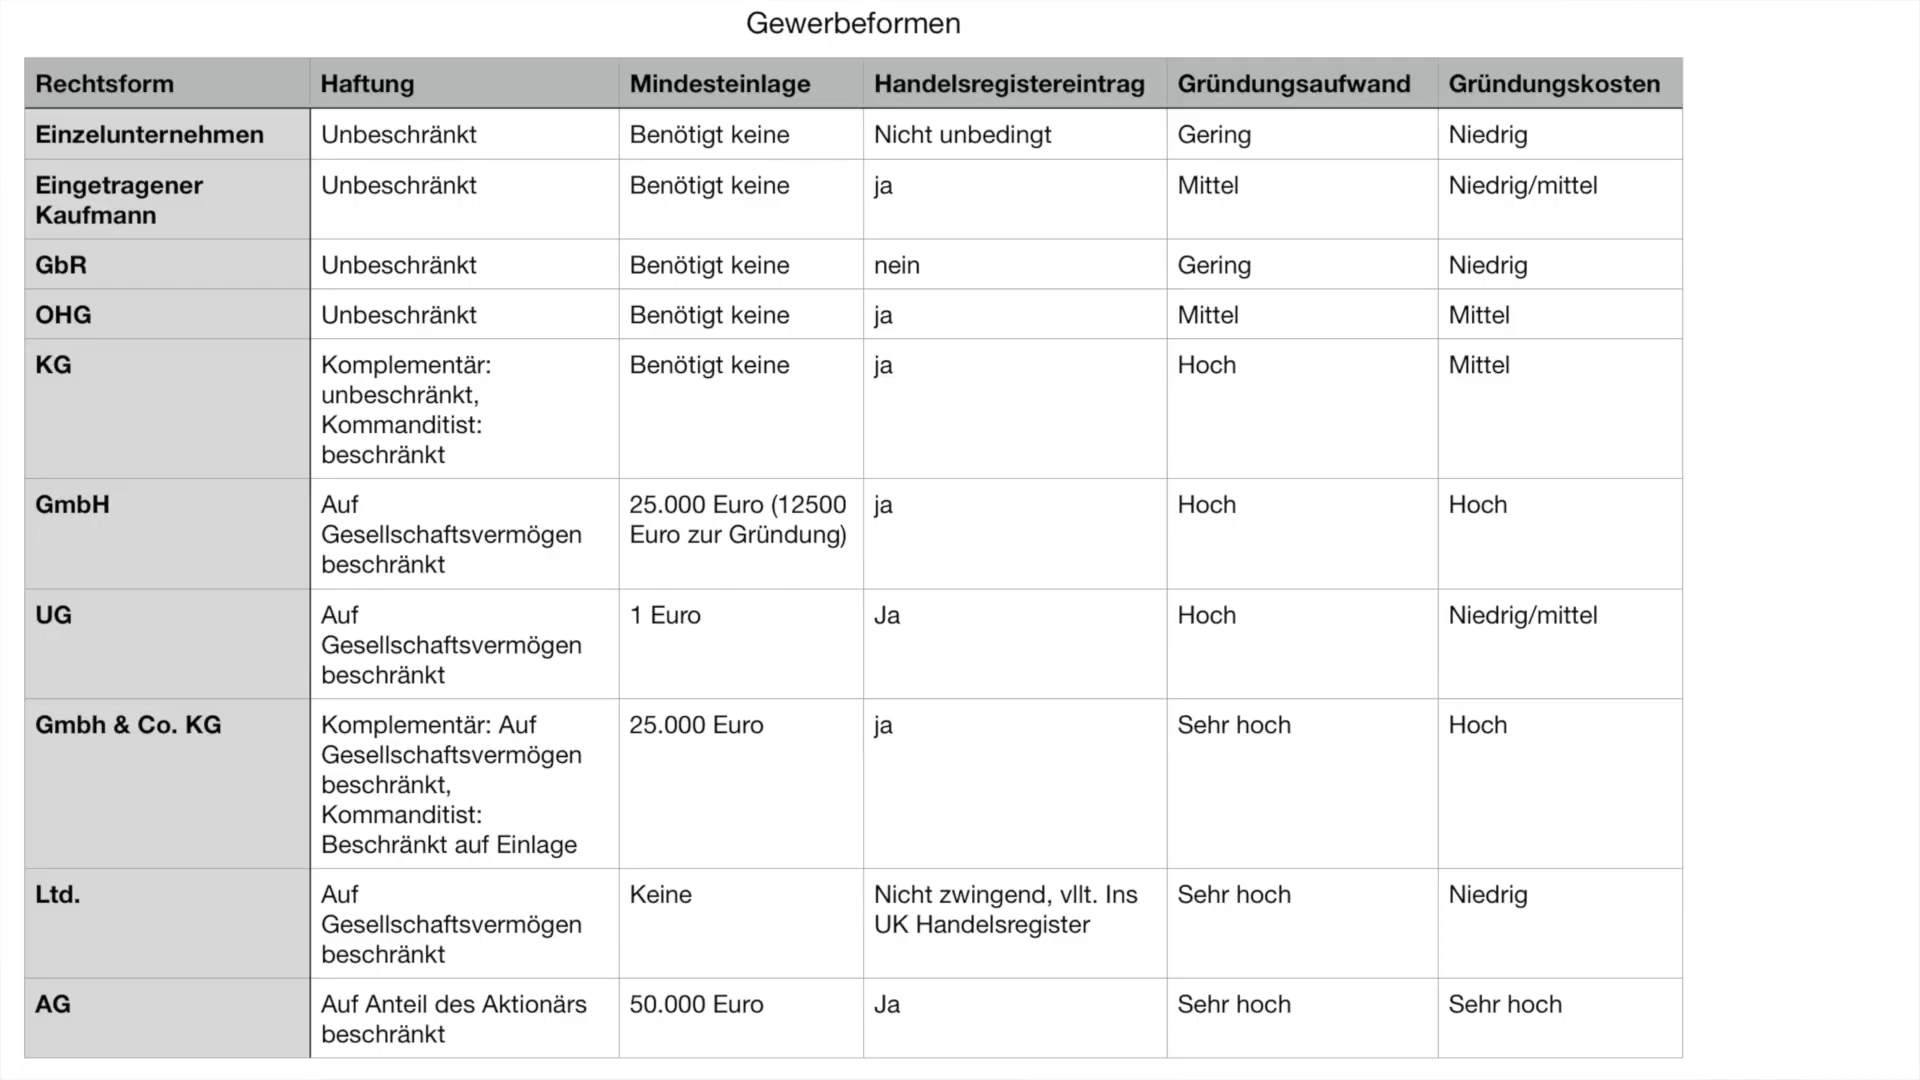 Gewerbeformen
Rechtsform Haftung Mindesteinlage Handelsregistereintrag Gründungsaufwand Gründungskosten
Einzelunternehmen Unbeschränkt Benötigt keine Nicht unbedingt Gering Niedrig
Eingetragener Unbeschränkt Benötigt keine ja Mittel Niedrig/mittel
Kaufmann
GbR Unbeschränkt Benötigt keine nein Gering Niedrig
OHG Unbeschränkt Benötigt keine ja Mittel Mittel
KG Komplementär: Benötigt keine ja Hoch Mittel
unbeschränkt,
Kommanditist:
beschränkt
GmbH Auf 25.000 Euro (12500 ja Hoch Hoch
Gesellschaftsvermögen Euro zur Gründung)
beschränkt
UG Auf 1 Euro Ja Hoch Niedrig/mittel
Gesellschaftsvermögen
beschränkt
Gmbh & Co. KG Komplementär: Auf 25.000 Euro ja Sehr hoch Hoch
Gesellschaftsvermögen
beschränkt,
Kommanditist:
Beschränkt auf Einlage
Ltd. Auf Keine Nicht zwingend, vllt. Ins Sehr hoch Niedrig
Gesellschaftsvermögen UK Handelsregister
beschränkt
AG Auf Anteil des Aktionärs 50.000 Euro Ja Sehr hoch Sehr hoch
beschränkt